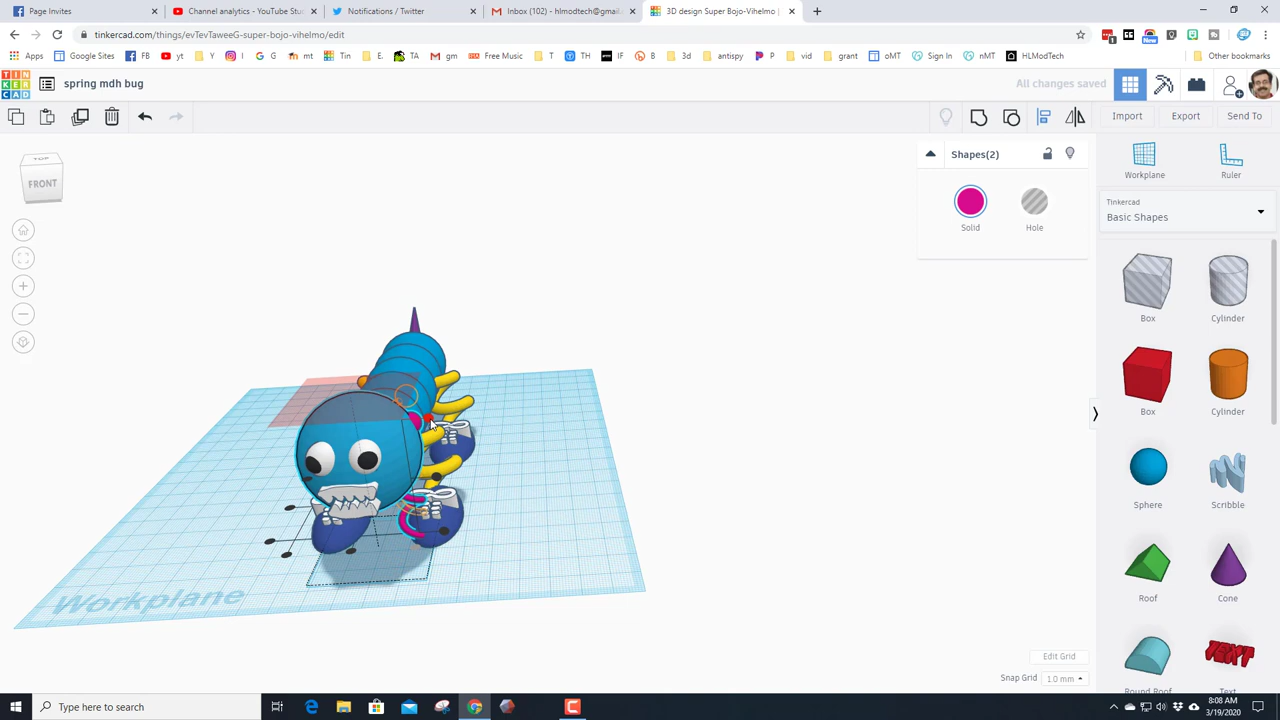 Page Invites
Channel analytics - YouTube Stu
Notifications / Twitter
Inbox (102) - hlmodtech@gmail.
3D design Super Bojo-Vihelmo |
tinkercad.com/things/evTevTaweeG-super-bojo-vihelmo/edit
Apps Google Sites FB yt Y I G mt Tin E. TA gm Free Music T TH IF B 3d antispy P vid grant oMT Sign In nMT HLModTech Other bookmarks
TIN KER CAD
spring mdh bug
All changes saved
Import Export Send To
TOP
FRONT
Shapes(2)
Solid
Hole
Workplane
Ruler
Tinkercad
Basic Shapes
Box
Cylinder
Box
Cylinder
Sphere
Scribble
Roof
Cone
Round Roof
Text
Workplane
Edit Grid
Snap Grid 1.0 mm
Type here to search
8:08 AM
3/19/2020